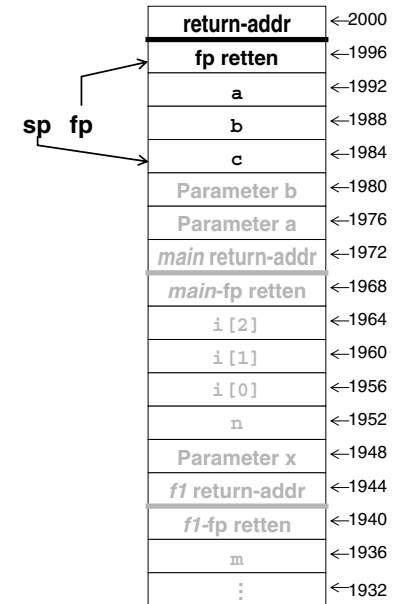 return-addr ←2000
fp retten ←1996
a ←1992
b ←1988
sp fp
c ←1984
Parameter b ←1980
Parameter a ←1976
main return-addr ←1972
main-fp retten ←1968
i[2] ←1964
i[1] ←1960
i[0] ←1956
n ←1952
Parameter x ←1948
f1 return-addr ←1944
f1-fp retten ←1940
m ←1936
⋮ ←1932